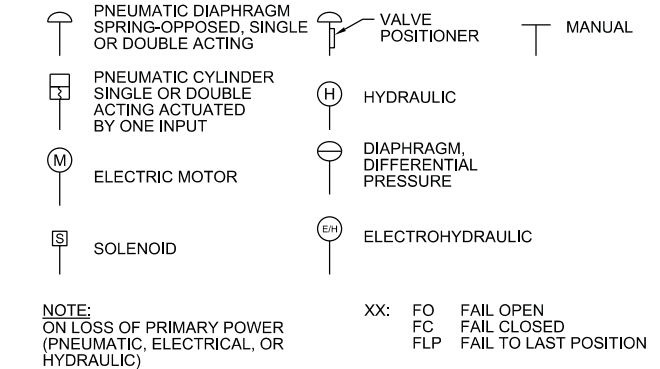 PNEUMATIC DIAPHRAGM
SPRING-OPPOSED, SINGLE
OR DOUBLE ACTING
VALVE
POSITIONER
MANUAL
PNEUMATIC CYLINDER
SINGLE OR DOUBLE
ACTING ACTUATED
BY ONE INPUT
H
HYDRAULIC
M
ELECTRIC MOTOR
DIAPHRAGM,
DIFFERENTIAL
PRESSURE
S
SOLENOID
E/H
ELECTROHYDRAULIC
NOTE:
ON LOSS OF PRIMARY POWER
(PNEUMATIC, ELECTRICAL, OR
HYDRAULIC)
XX: FO FAIL OPEN
FC FAIL CLOSED
FLP FAIL TO LAST POSITION